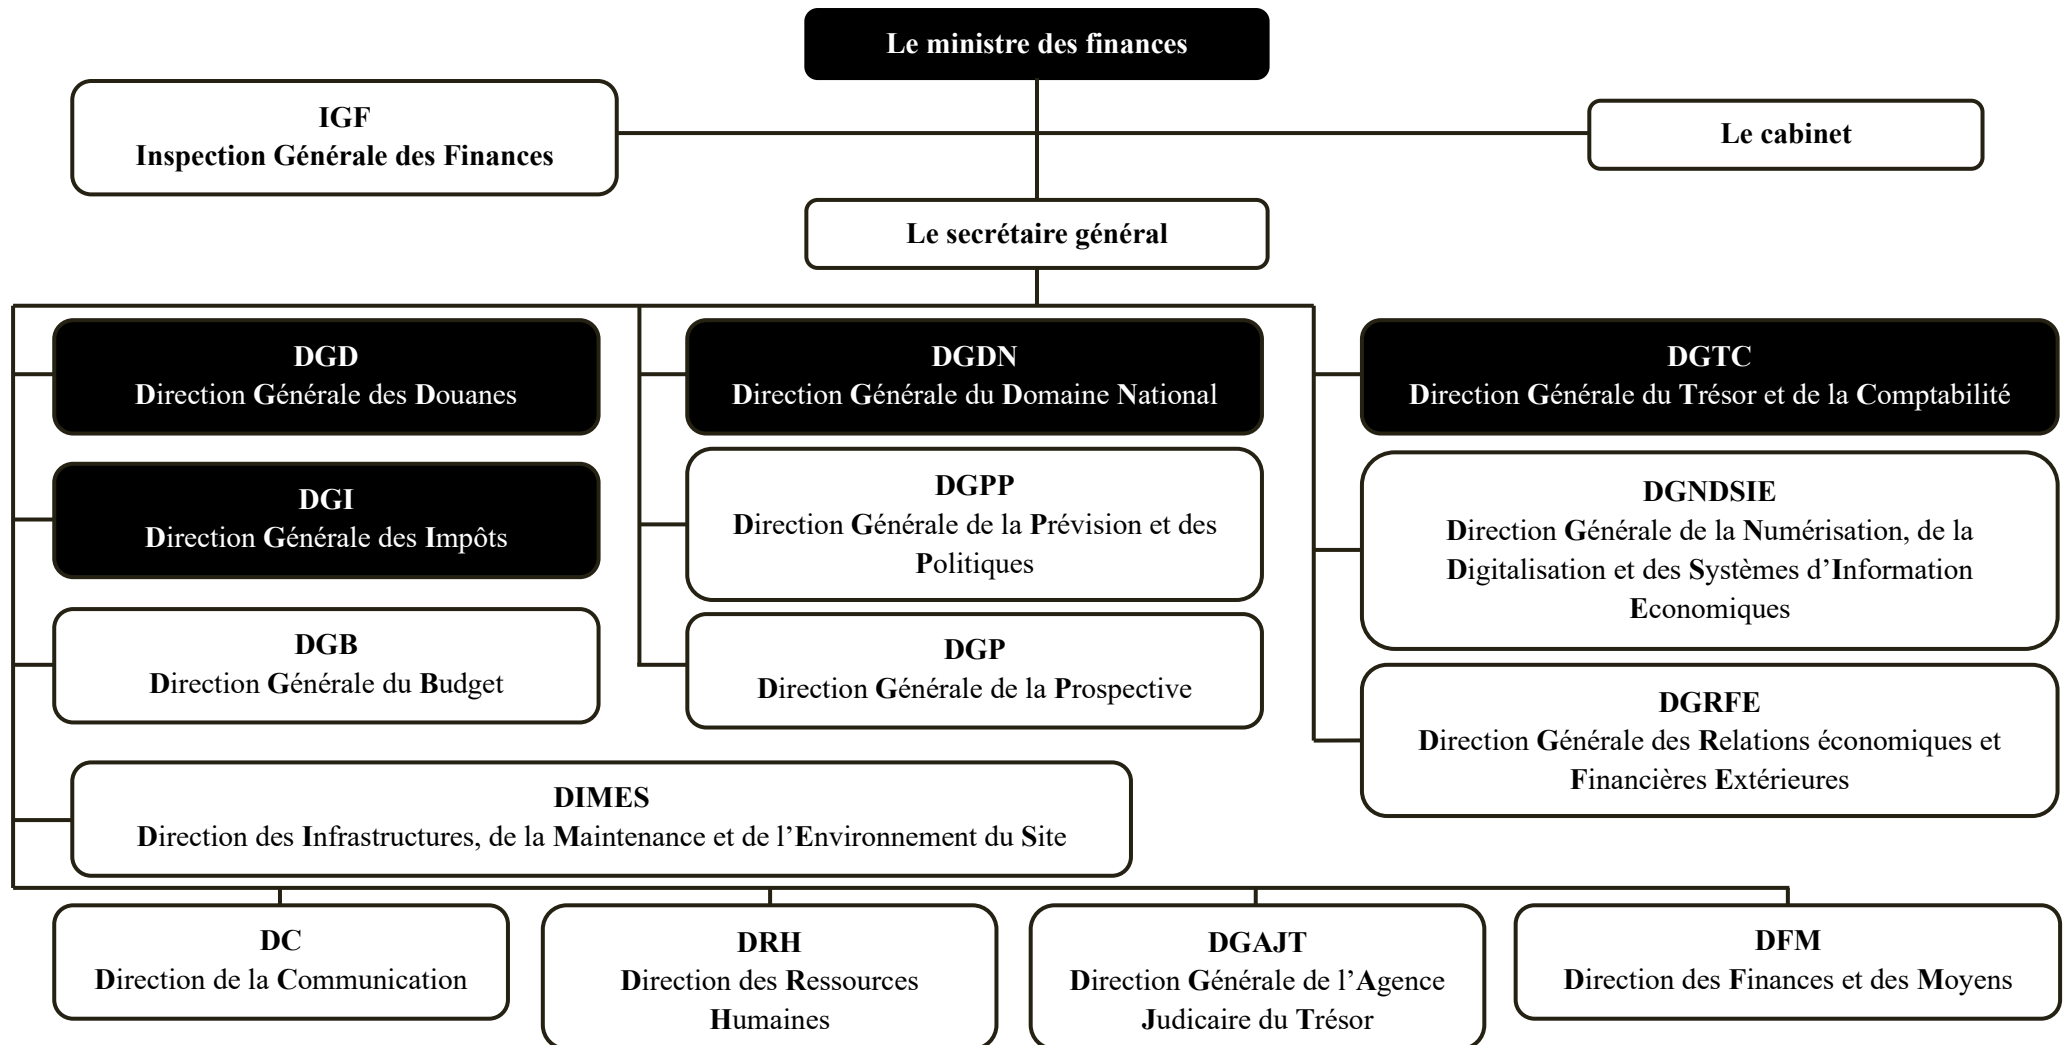 Le ministre des finances
IGF
Inspection Générale des Finances
Le cabinet
Le secrétaire général
DGD
Direction Générale des Douanes
DGDN
Direction Générale du Domaine National
DGTC
Direction Générale du Trésor et de la Comptabilité
DGI
Direction Générale des Impôts
DGPP
Direction Générale de la Prévision et des
Politiques
DGNDSIE
Direction Générale de la Numérisation, de la
Digitalisation et des Systèmes d’Information
Economiques
DGB
Direction Générale du Budget
DGP
Direction Générale de la Prospective
DGRFE
Direction Générale des Relations économiques et
Financières Extérieures
DIMES
Direction des Infrastructures, de la Maintenance et de l’Environnement du Site
DC
Direction de la Communication
DRH
Direction des Ressources
Humaines
DGAJT
Direction Générale de l’Agence
Judicaire du Trésor
DFM
Direction des Finances et des Moyens